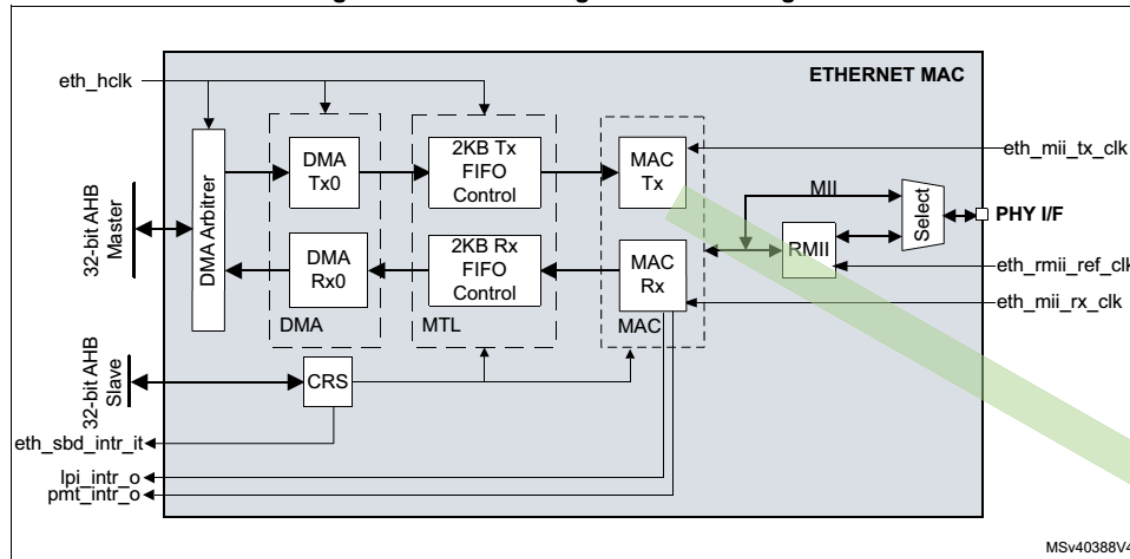 ETHERNET MAC
eth_hclk
DMA Arbitrer
DMA
Tx0
2KB Tx
FIFO
Control
MAC
Tx
eth_mii_tx_clk
MII
Select
PHY I/F
32-bit AHB
Master
DMA
Rx0
2KB Rx
FIFO
Control
MAC
Rx
RMII
eth_rmii_ref_clk
eth_mii_rx_clk
DMA
MTL
MAC
32-bit AHB
Slave
CRS
eth_sbd_intr_it
lpi_intr_o
pmt_intr_o
MSv40388V4